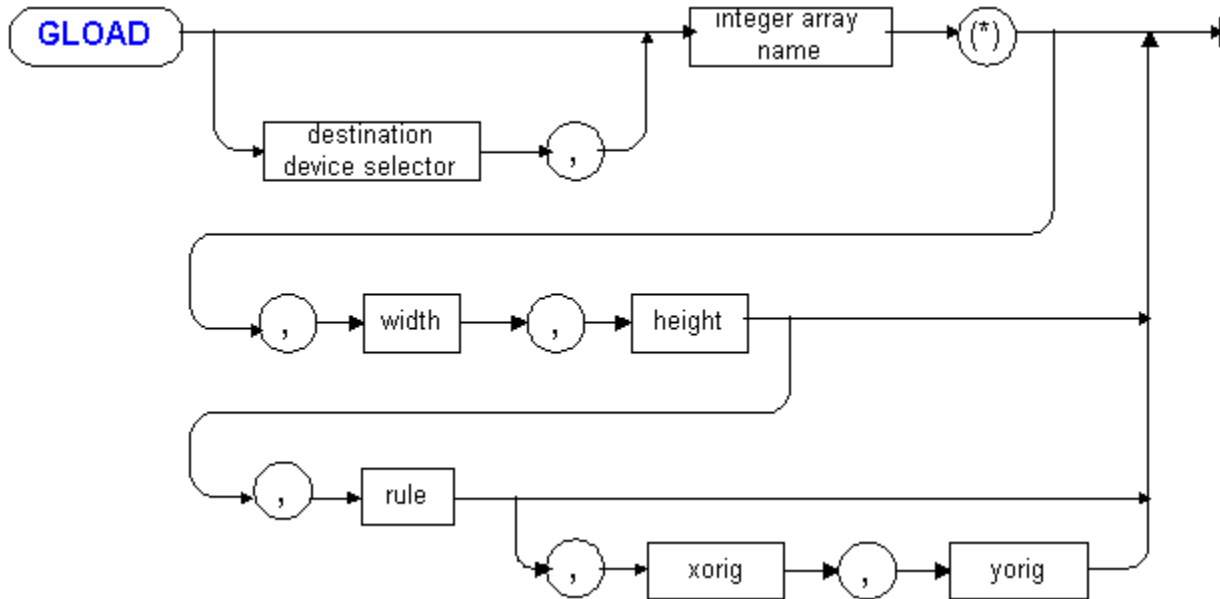 GLOAD
integer array
name
(*)
destination
device selector
,
,
width
,
height
,
rule
,
xorig
,
yorig